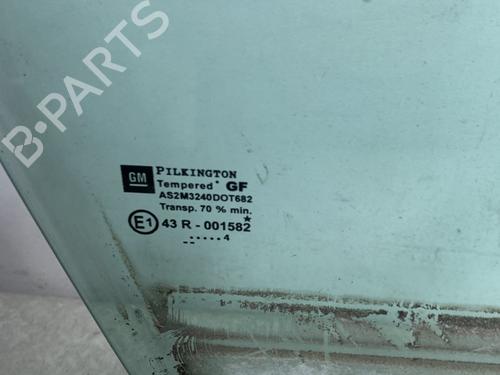 B-PARTS
GM
PILKINGTON
Tempered GF
AS2M3240DOT682
Transp. 70 % min.
E1 43 R - 001582
..... 4